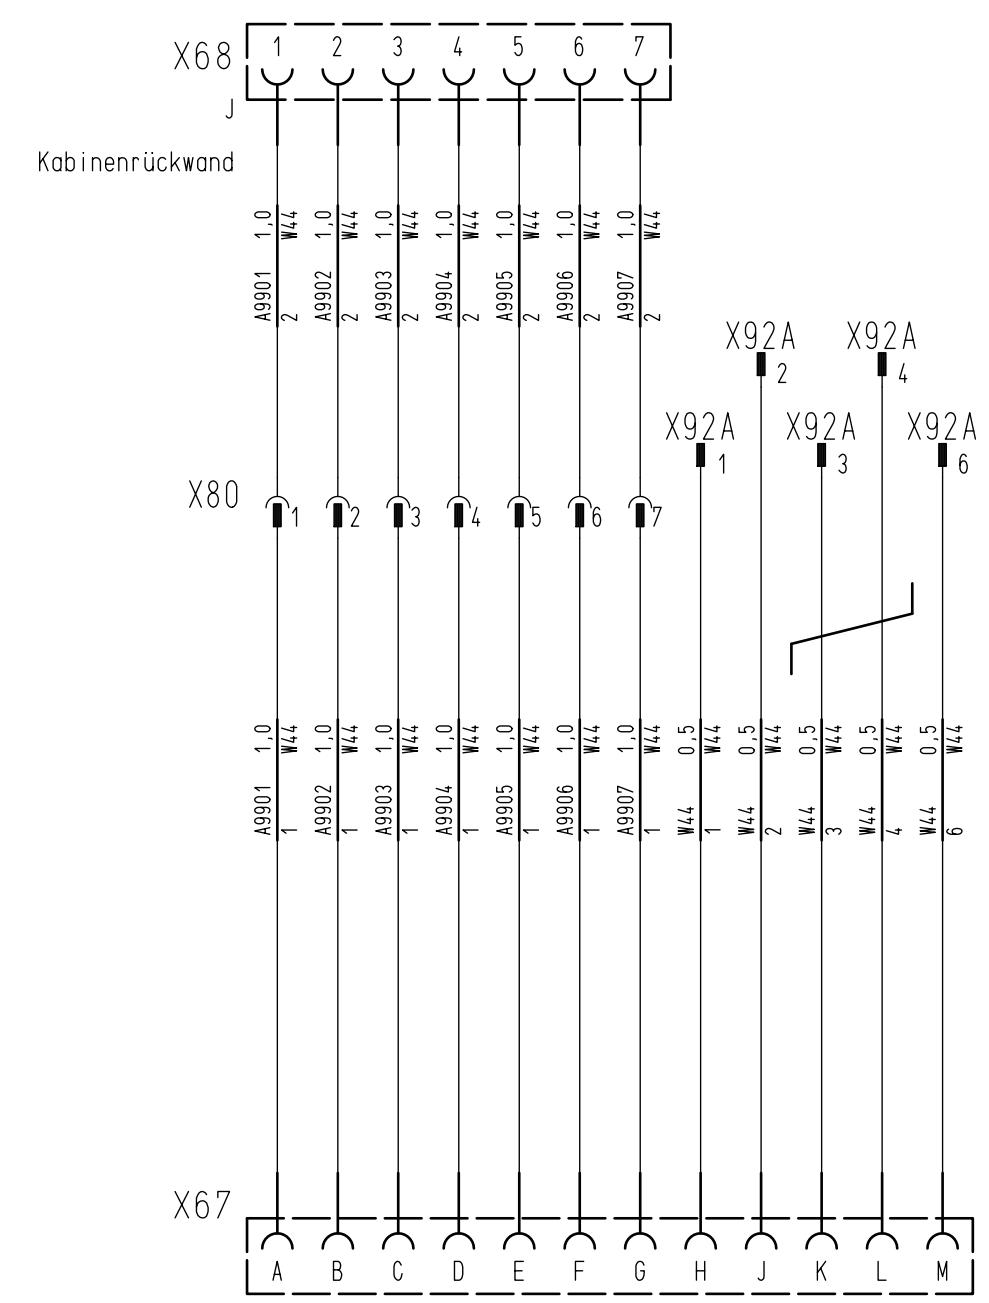 X68 1 2 3 4 5 6 7
J
Kabinenrückwand
1,0 W44 1,0 W44 1,0 W44 1,0 W44 1,0 W44 1,0 W44 1,0 W44
A9901 2 A9902 2 A9903 2 A9904 2 A9905 2 A9906 2 A9907 2
X92A X92A
2 4
X92A X92A X92A
1 3 6
X80 1 2 3 4 5 6 7
1,0 W44 1,0 W44 1,0 W44 1,0 W44 1,0 W44 1,0 W44 1,0 W44 0,5 W44 0,5 W44 0,5 W44 0,5 W44 0,5 W44
A9901 1 A9902 1 A9903 1 A9904 1 A9905 1 A9906 1 A9907 1 W44 1 W44 2 W44 3 W44 4 W44 6
X67
A B C D E F G H J K L M